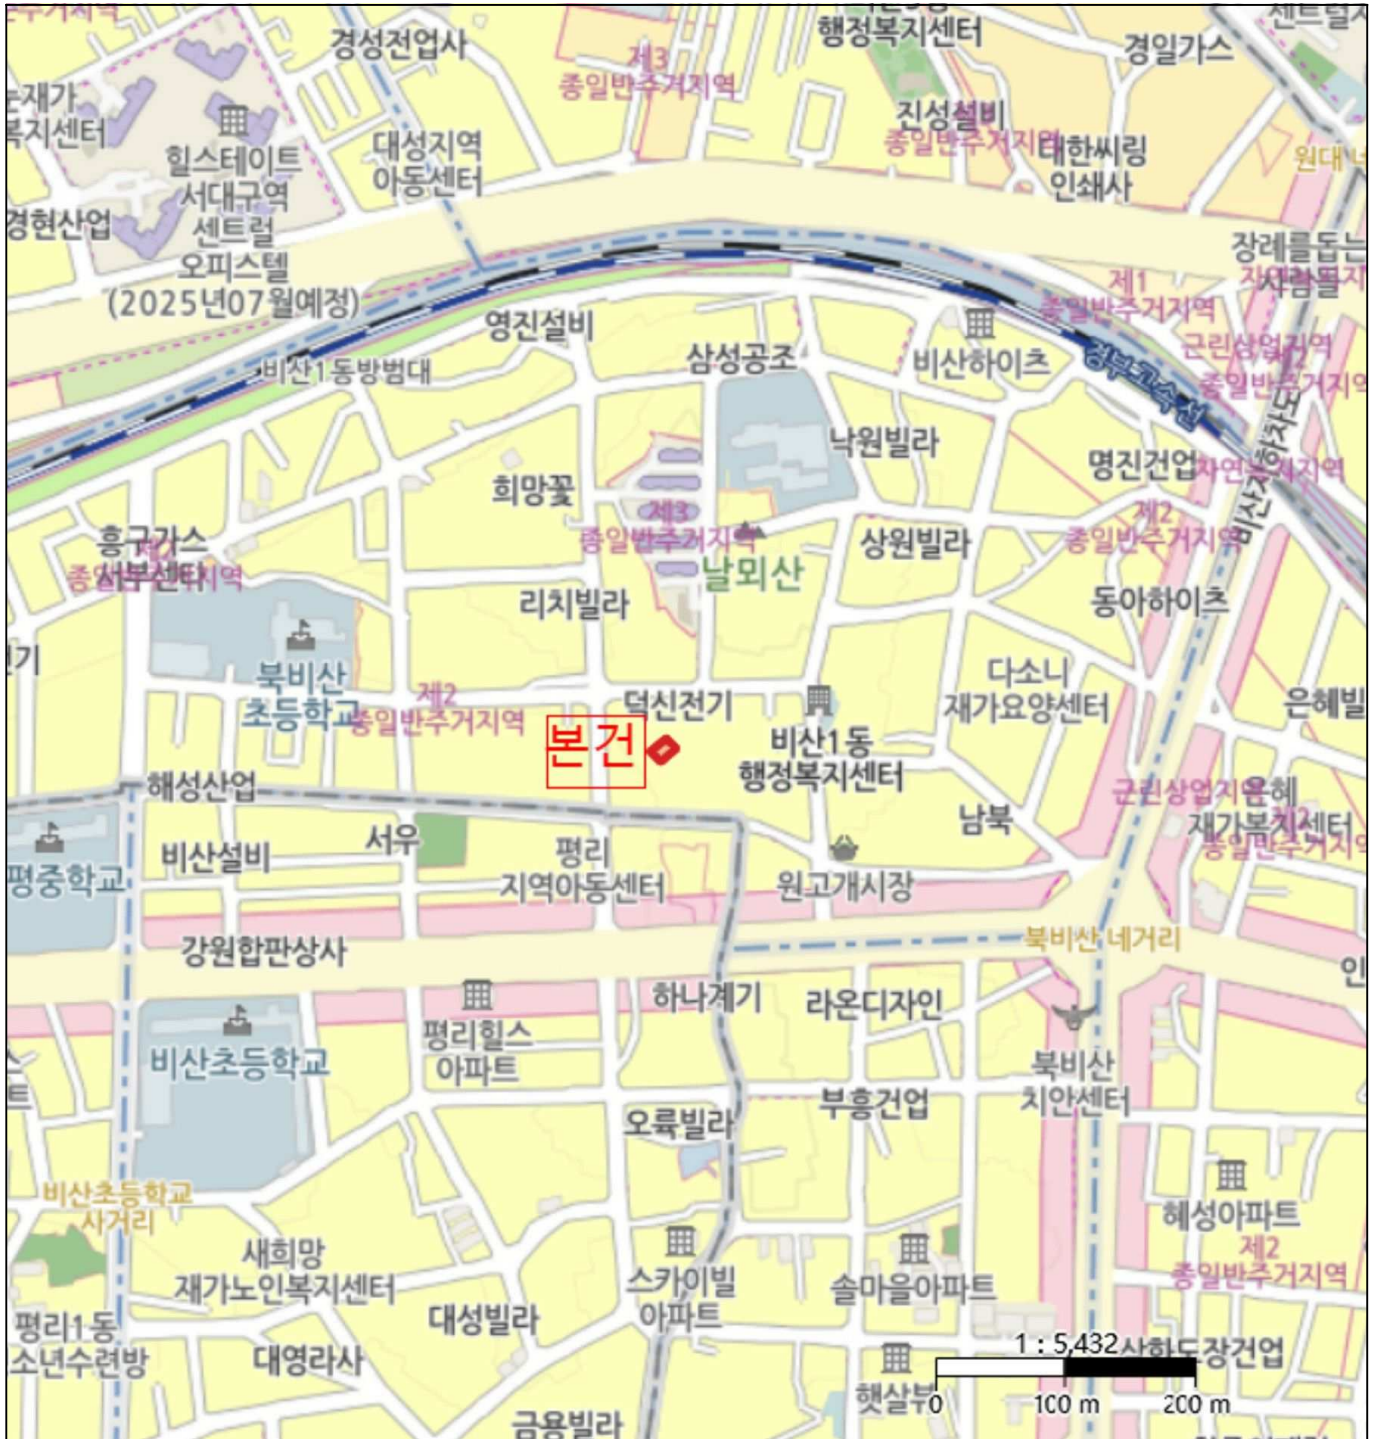 행정복지센터
경성전업사
제3
종일반주거지역
경일가스
진성설비
종일반주거지역
대한씨링
인쇄사
대성지역
아동센터
힐스테이트
서대구역
센트럴
오피스텔
(2025년07월예정)
경현산업
장례를돕는
사람들
제1
종일반주거지역
근린상업지역
종일반주거지역
영진설비
비산1동방범대
삼성공조
비산하이츠
경부고속선
비산지하차도
낙원빌라
명진건업
자연녹지지역
희망꽃
제3
종일반주거지역
날뫼산
상원빌라
제2
종일반주거지역
흥구가스
서부센터
리치빌라
동아하이츠
북비산
초등학교
제2
종일반주거지역
덕신전기
본건
다소니
재가요양센터
비산1동
행정복지센터
해성산업
비산설비
서우
평리
지역아동센터
원고개시장
남북
근린상업지역
은혜
재가복지센터
평중학교
강원합판상사
북비산 네거리
하나계기
라온디자인
평리힐스
아파트
비산초등학교
북비산
치안센터
부흥건업
오륙빌라
비산초등학교
사거리
혜성아파트
제2
종일반주거지역
새희망
재가노인복지센터
스카이빌
아파트
솔마을아파트
대성빌라
평리1동
소년수련방
대영라사
금용빌라
햇살부
1 : 5,432
0
100 m
200 m